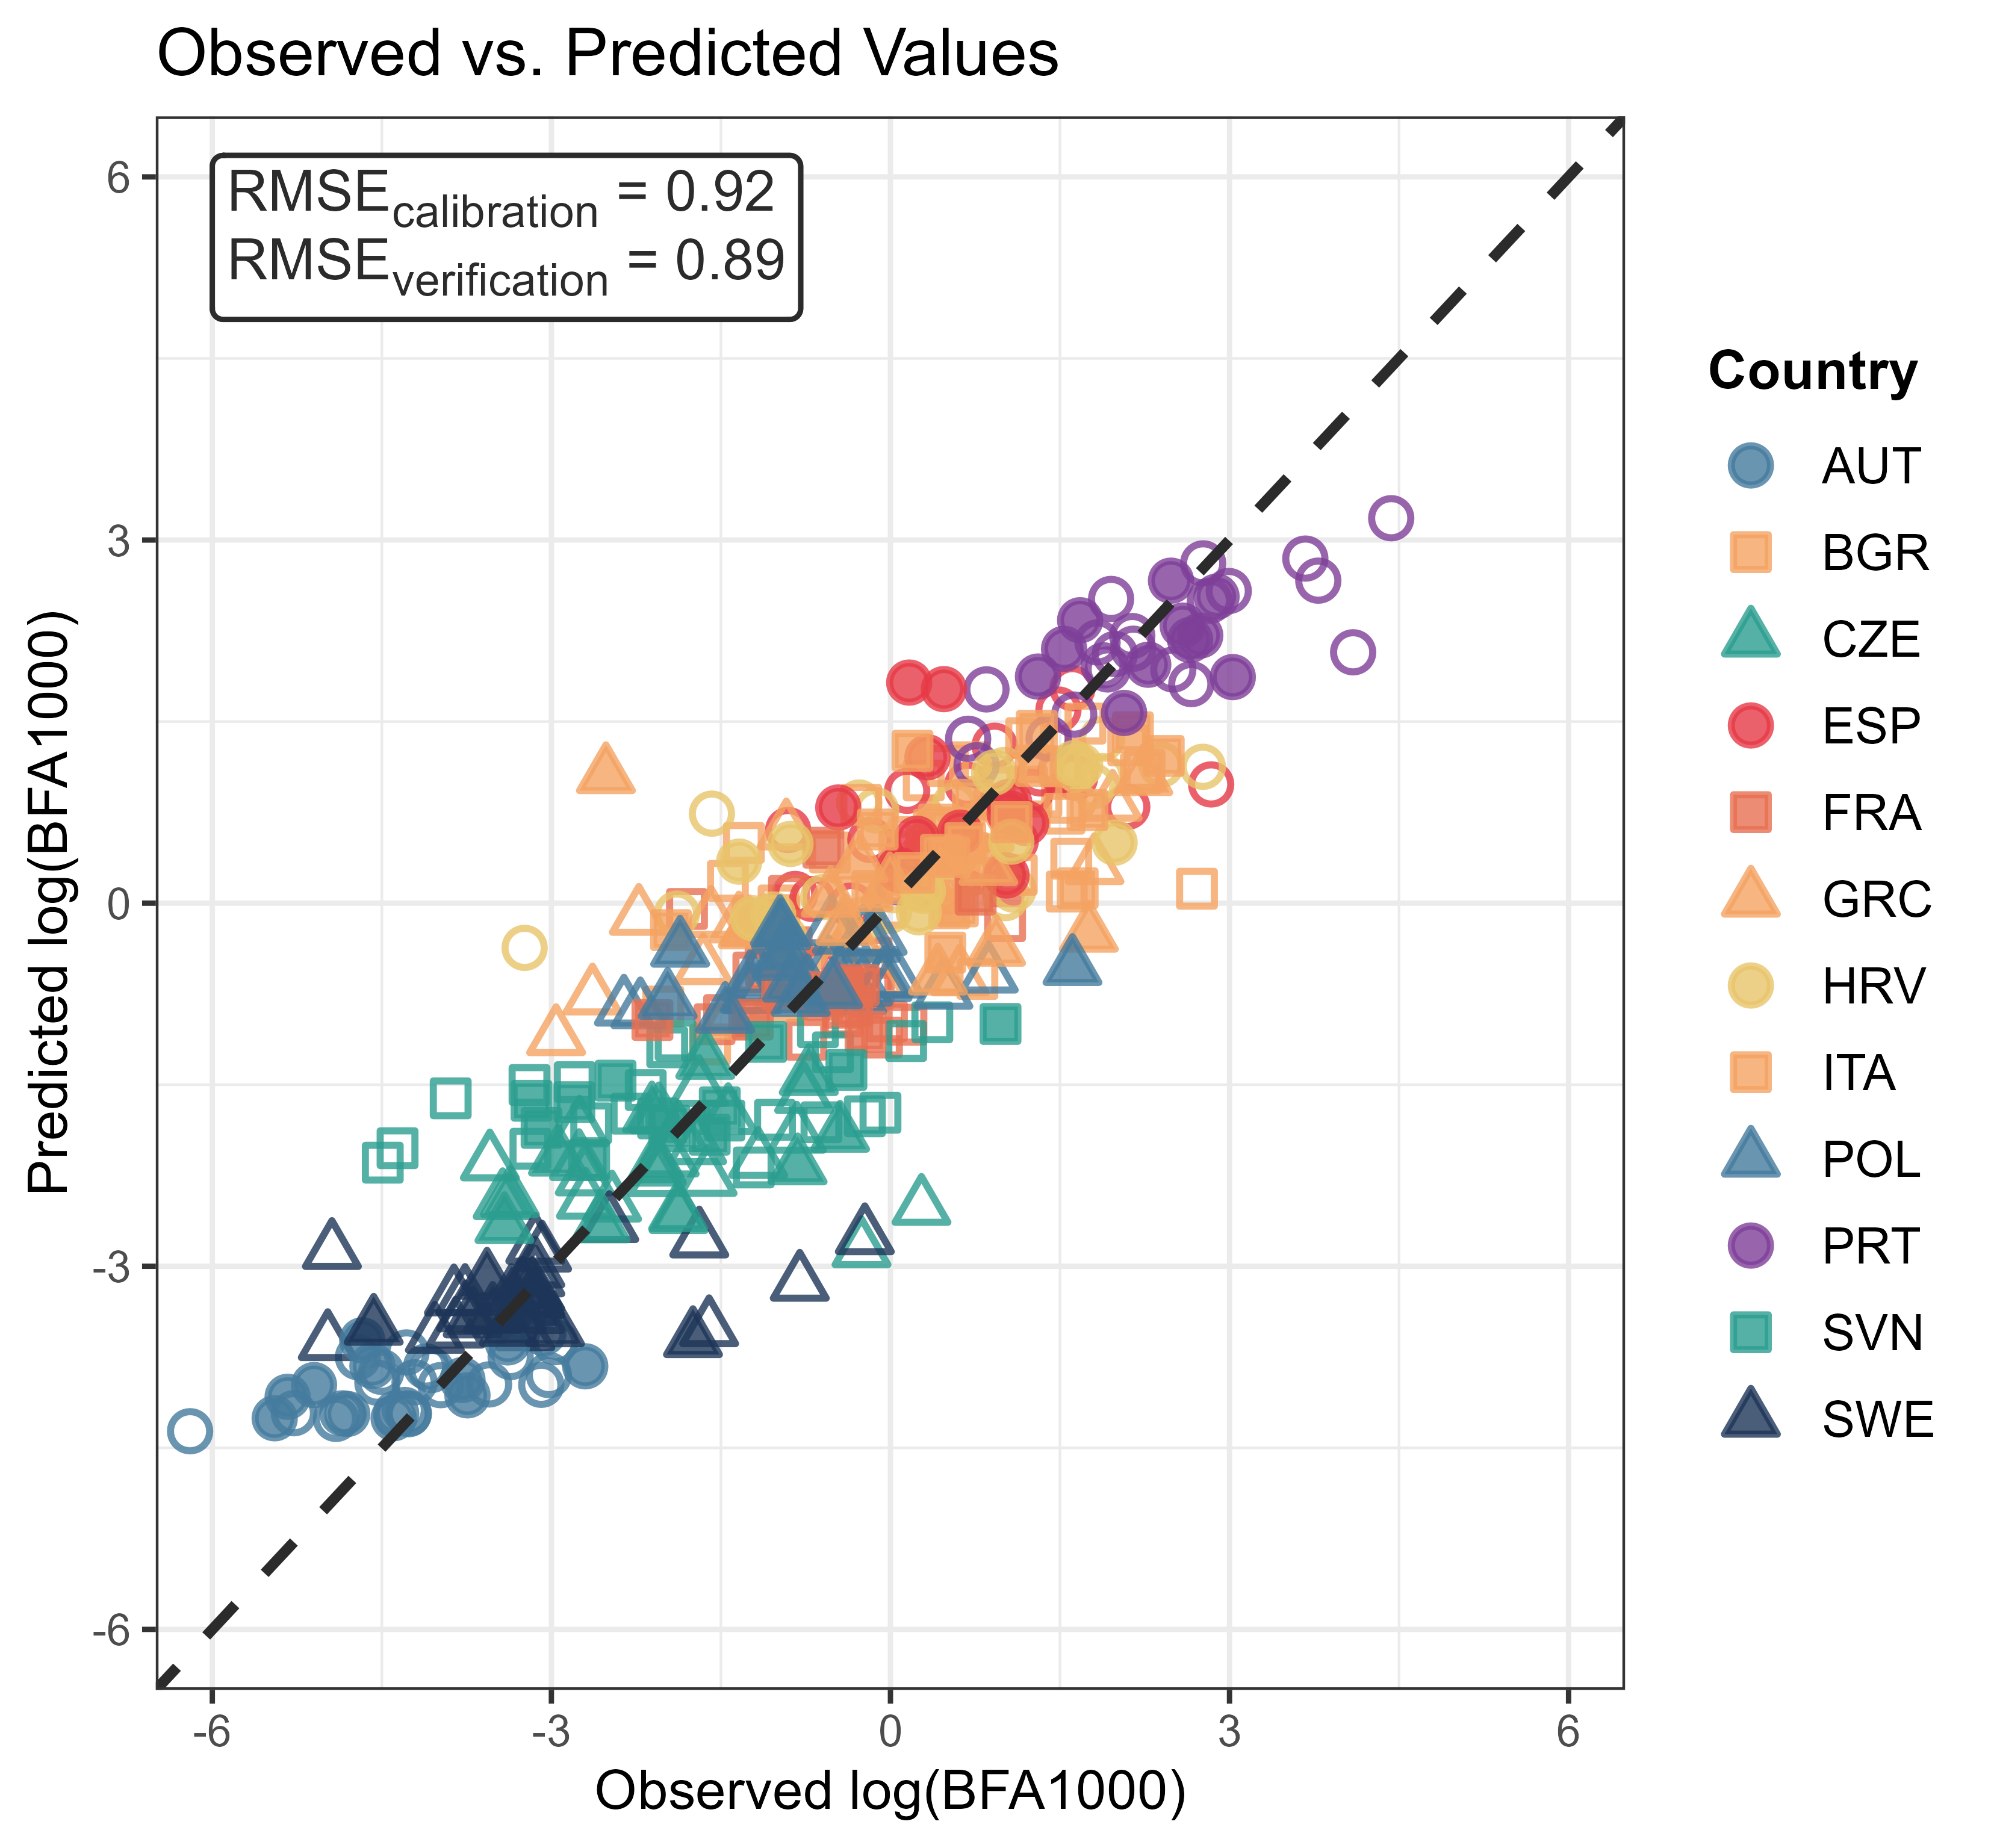 Observed vs. Predicted Values
RMSEcalibration = 0.92
RMSEverification = 0.89
6
3
0
-3
-6
-6
-3
0
3
6
Predicted log(BFA1000)
Observed log(BFA1000)
Country
AUT
BGR
CZE
ESP
FRA
GRC
HRV
ITA
POL
PRT
SVN
SWE